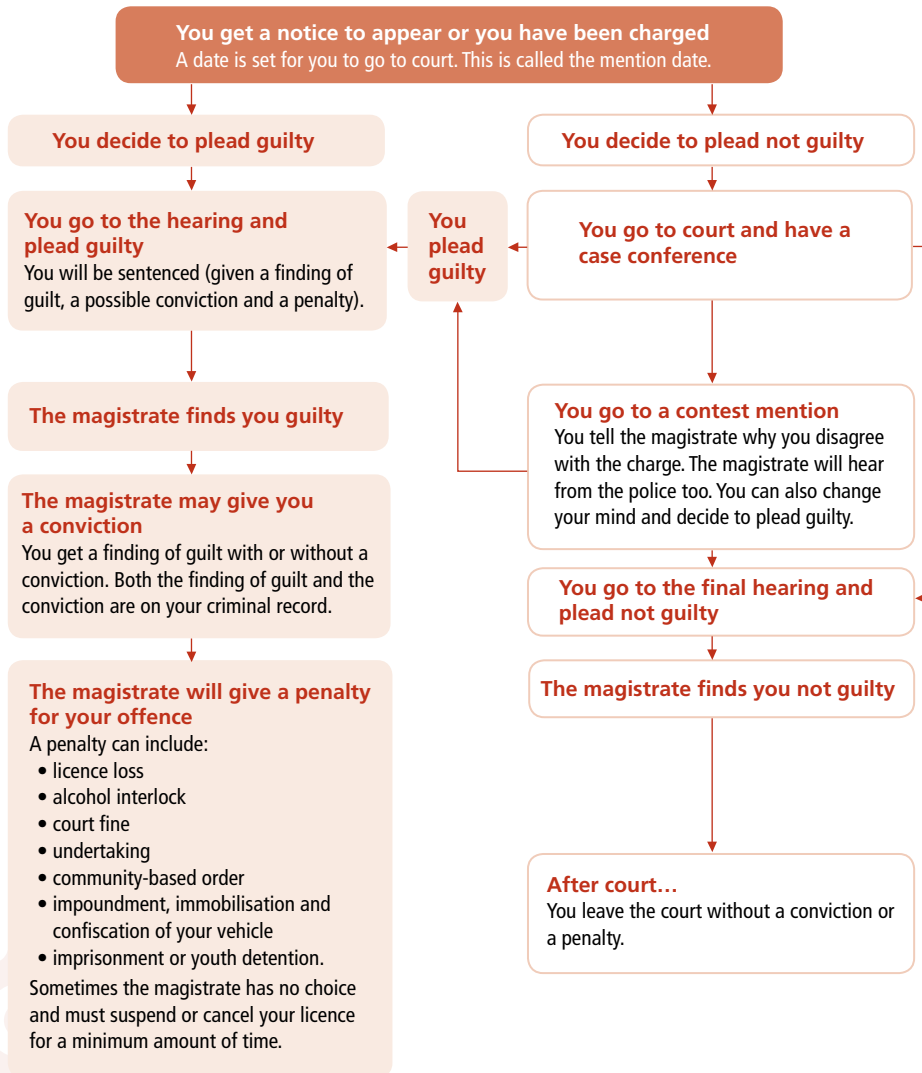 You get a notice to appear or you have been charged
A date is set for you to go to court. This is called the mention date.
You decide to plead guilty
You decide to plead not guilty
You go to the hearing and
plead guilty
You will be sentenced (given a finding of
guilt, a possible conviction and a penalty).
You
plead
guilty
You go to court and have a
case conference
The magistrate finds you guilty
You go to a contest mention
You tell the magistrate why you disagree
with the charge. The magistrate will hear
from the police too. You can also change
your mind and decide to plead guilty.
The magistrate may give you
a conviction
You get a finding of guilt with or without a
conviction. Both the finding of guilt and the
conviction are on your criminal record.
You go to the final hearing and
plead not guilty
The magistrate finds you not guilty
The magistrate will give a penalty
for your offence
A penalty can include:
• licence loss
• alcohol interlock
• court fine
• undertaking
• community-based order
• impoundment, immobilisation and
confiscation of your vehicle
• imprisonment or youth detention.
Sometimes the magistrate has no choice
and must suspend or cancel your licence
for a minimum amount of time.
After court…
You leave the court without a conviction or
a penalty.